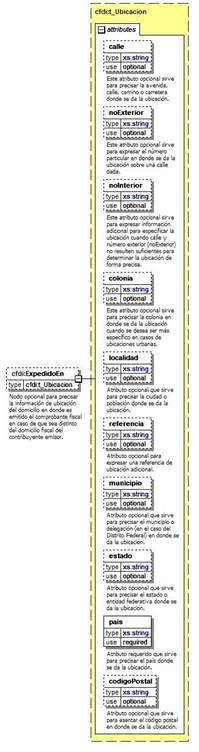 cfdi:ExpedidoEn
type cfdi:t_Ubicacion
Nodo opcional para precisar
la información de ubicación
del domicilio en donde es
emitido el comprobante fiscal
en caso de que sea distinto
del domicilio fiscal del
contribuyente emisor.
cfdi:t_Ubicacion
attributes
calle
type xs:string
use optional
Este atributo opcional sirve
para precisar la avenida,
calle, camino o carretera
donde se da la ubicación.
noExterior
type xs:string
use optional
Este atributo opcional sirve
para expresar el número
particular en donde se da la
ubicación sobre una calle
dada.
noInterior
type xs:string
use optional
Este atributo opcional sirve
para expresar información
adicional para especificar la
ubicación cuando calle y
número exterior (noExterior)
no resulten suficientes para
determinar la ubicación de
forma precisa.
colonia
type xs:string
use optional
Este atributo opcional sirve
para precisar la colonia en
donde se da la ubicación
cuando se desea ser más
específico en casos de
ubicaciones urbanas.
localidad
type xs:string
use optional
Atributo opcional que sirve
para precisar la ciudad o
población donde se da la
ubicación.
referencia
type xs:string
use optional
Atributo opcional para
expresar una referencia de
ubicación adicional.
municipio
type xs:string
use optional
Atributo opcional que sirve
para precisar el municipio o
delegación (en el caso del
Distrito Federal) en donde se
da la ubicación.
estado
type xs:string
use optional
Atributo opcional que sirve
para precisar el estado o
entidad federativa donde se
da la ubicación.
pais
type xs:string
use required
Atributo requerido que sirve
para precisar el país donde
se da la ubicación.
codigoPostal
type xs:string
use optional
Atributo opcional que sirve
para asentar el código postal
en donde se da la ubicación.